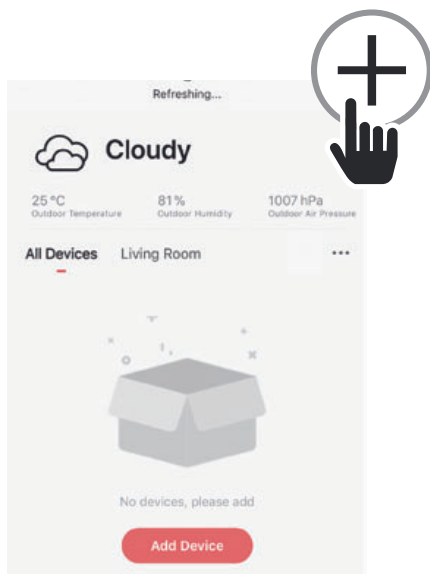 Refreshing...
Cloudy
25 °C 81% 1007 hPa
Outdoor Temperature Outdoor Humidity Outdoor Air Pressure
All Devices Living Room ...
No devices, please add
Add Device